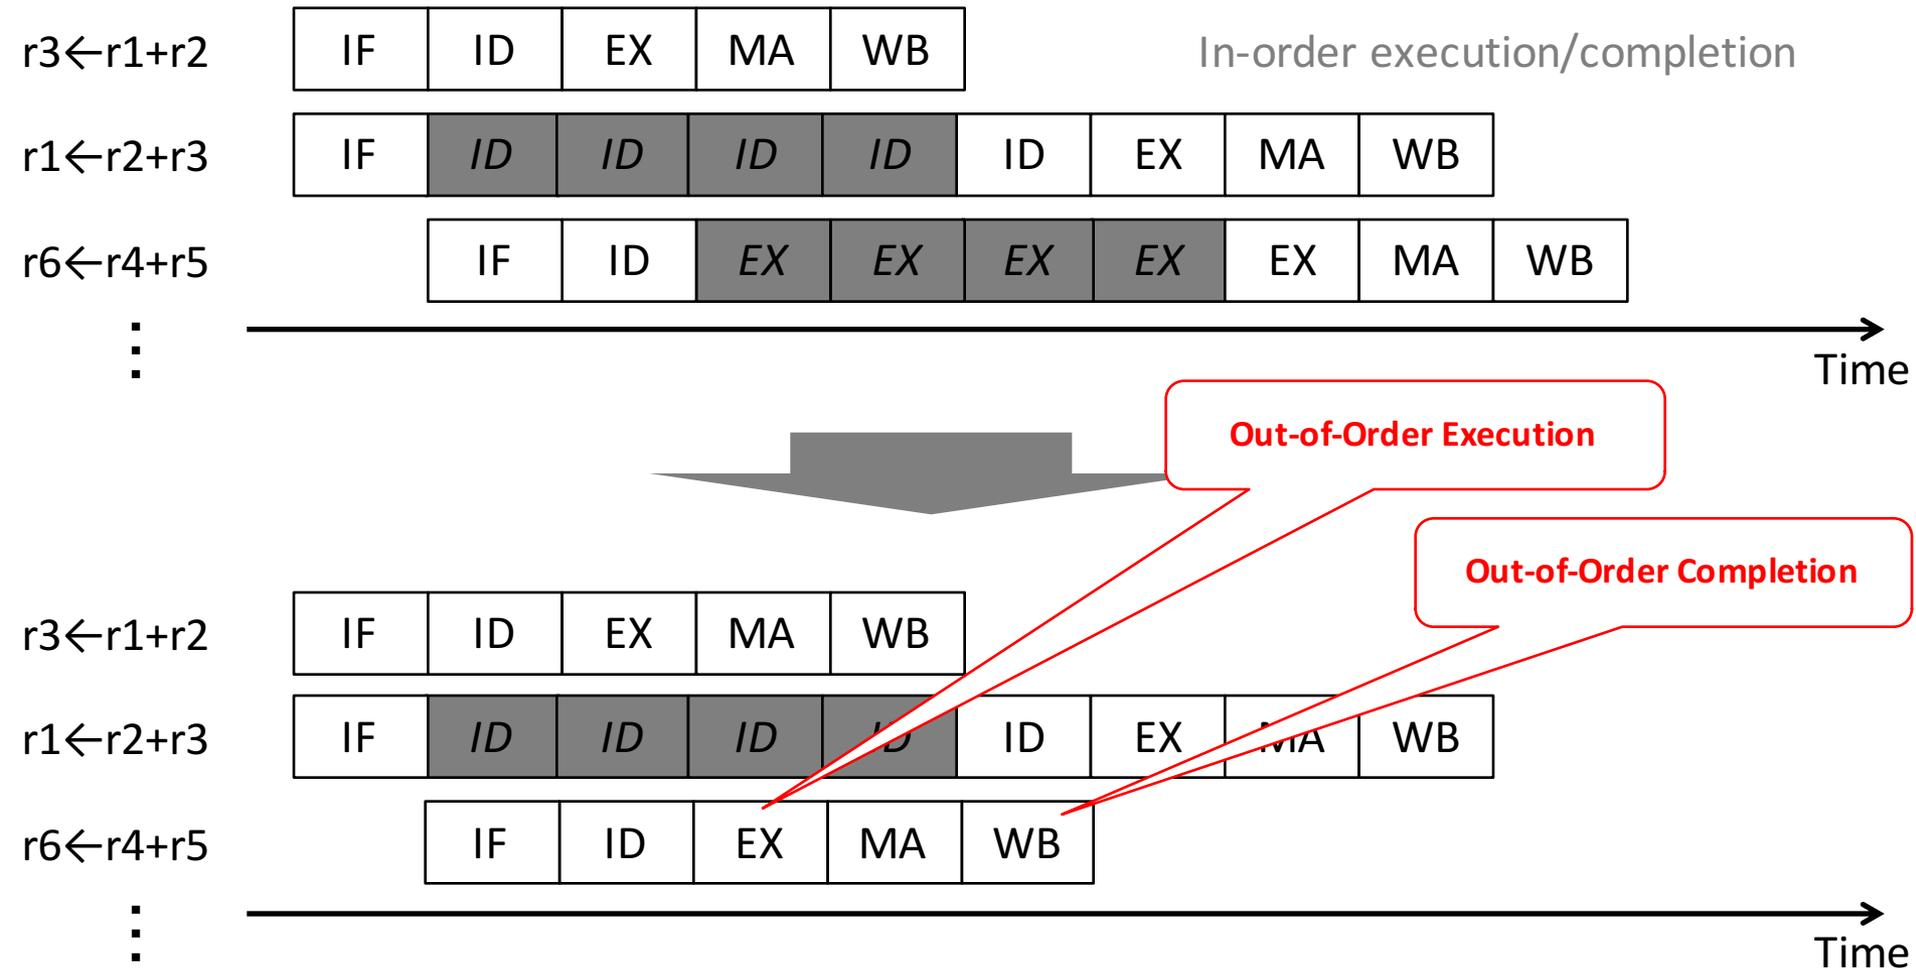 r3←r1+r2 IF ID EX MA WB In-order execution/completion
r1←r2+r3 IF ID ID ID ID ID EX MA WB
r6←r4+r5 IF ID EX EX EX EX EX MA WB
⋮
Time
Out-of-Order Execution
Out-of-Order Completion
r3←r1+r2 IF ID EX MA WB
r1←r2+r3 IF ID ID ID ID ID EX MA WB
r6←r4+r5 IF ID EX MA WB
⋮
Time